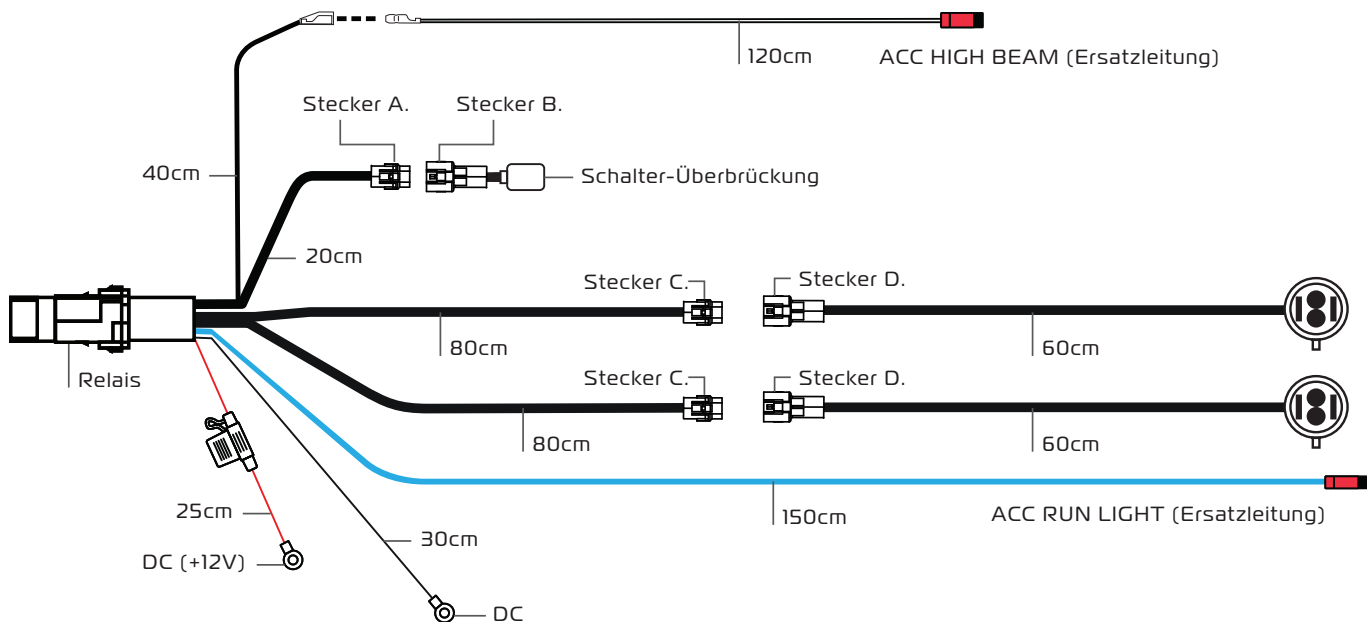 120cm
ACC HIGH BEAM (Ersatzleitung)
Stecker A.
Stecker B.
40cm
Schalter-Überbrückung
20cm
Stecker C.
Stecker D.
80cm
60cm
Relais
Stecker C.
Stecker D.
80cm
60cm
25cm
150cm
ACC RUN LIGHT (Ersatzleitung)
30cm
DC (+12V)
DC